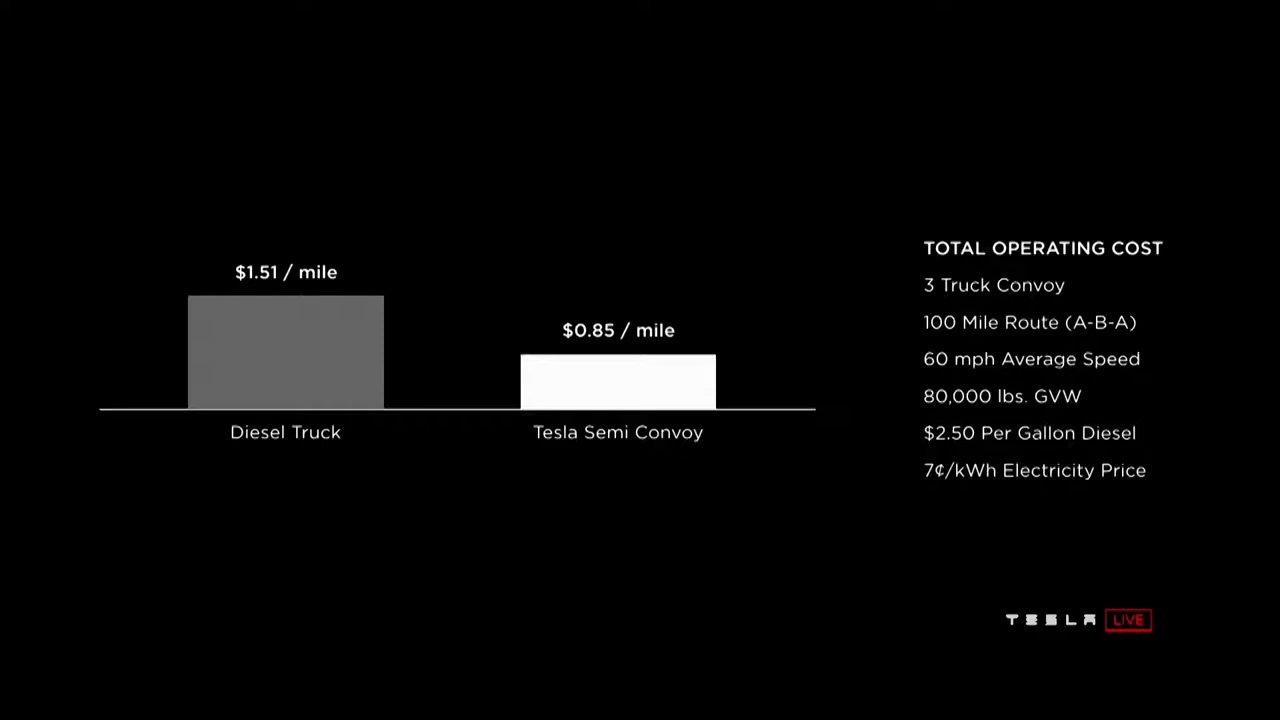 $1.51 / mile
$0.85 / mile
Diesel Truck
Tesla Semi Convoy
TOTAL OPERATING COST
3 Truck Convoy
100 Mile Route (A-B-A)
60 mph Average Speed
80,000 lbs. GVW
$2.50 Per Gallon Diesel
7¢/kWh Electricity Price
TESLA LIVE